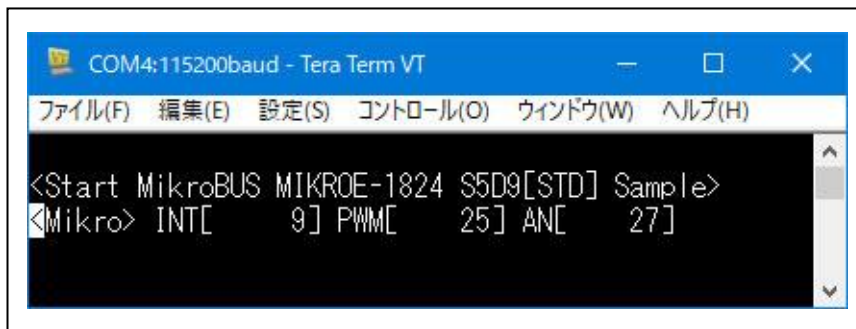 COM4:115200baud - Tera Term VT
ファイル(F) 編集(E) 設定(S) コントロール(O) ウィンドウ(W) ヘルプ(H)
<Start MikroBUS MIKROE-1824 S5D9[STD] Sample>
<Mikro> INT[     9] PWM[    25] AN[    27]